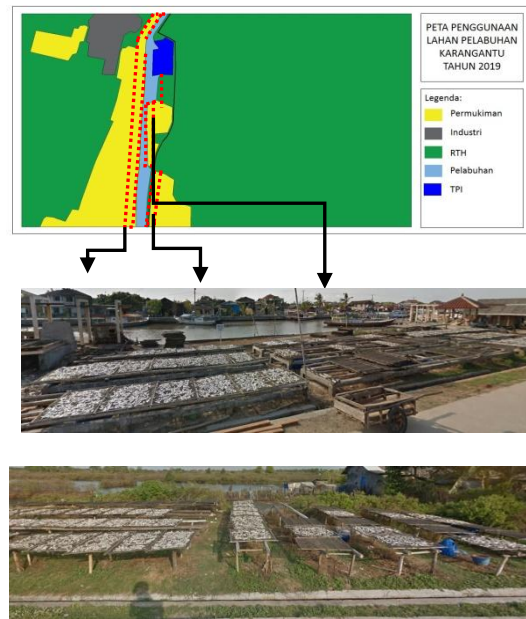 PETA PENGGUNAAN
LAHAN PELABUHAN
KARANGANTU
TAHUN 2019
Legenda:
Permukiman
Industri
RTH
Pelabuhan
TPI